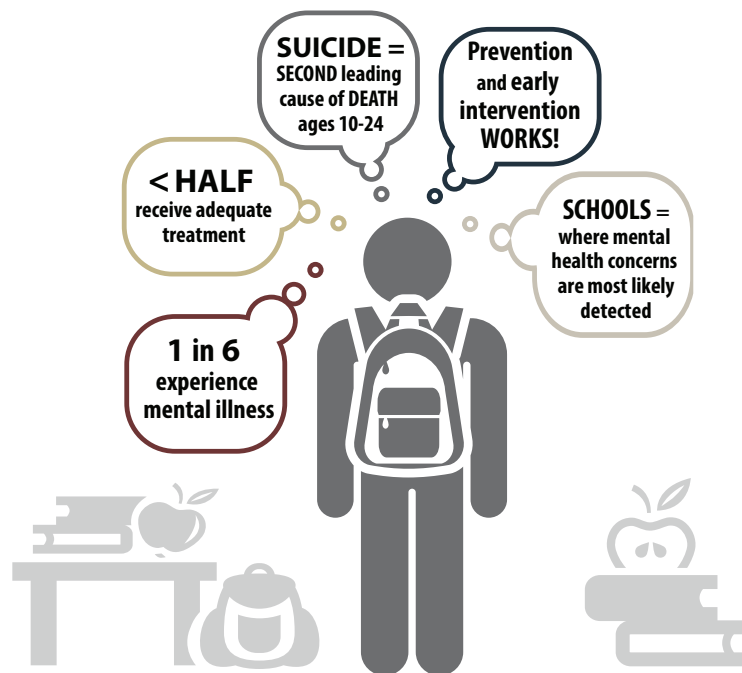 SUICIDE =
SECOND leading
cause of DEATH
ages 10-24
Prevention
and early
intervention
WORKS!
< HALF
receive adequate
treatment
SCHOOLS =
where mental
health concerns
are most likely
detected
1 in 6
experience
mental illness